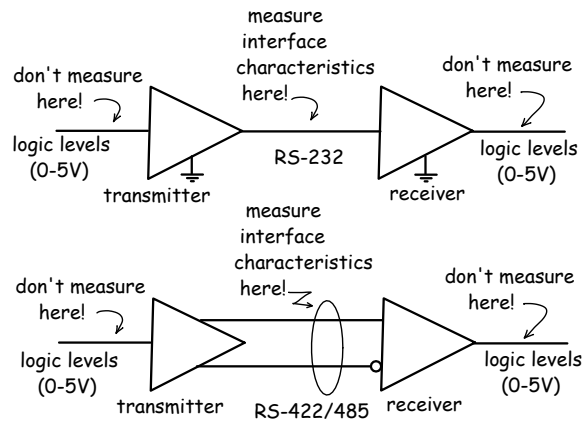 measure
interface
characteristics
here!
don't measure
here!
don't measure
here!
logic levels
(0-5V)
RS-232
logic levels
(0-5V)
transmitter
receiver
measure
interface
characteristics
here!
don't measure
here!
don't measure
here!
logic levels
(0-5V)
logic levels
(0-5V)
transmitter
RS-422/485
receiver